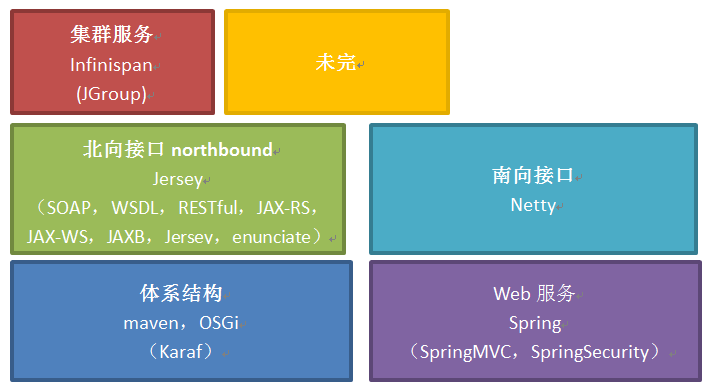 集群服务
Infinispan
(JGroup)
未完
北向接口 northbound
Jersey
（SOAP，WSDL，RESTful，JAX-RS，
JAX-WS，JAXB，Jersey，enunciate）
南向接口
Netty
体系结构
maven，OSGi
（Karaf）
Web 服务
Spring
（SpringMVC，SpringSecurity）